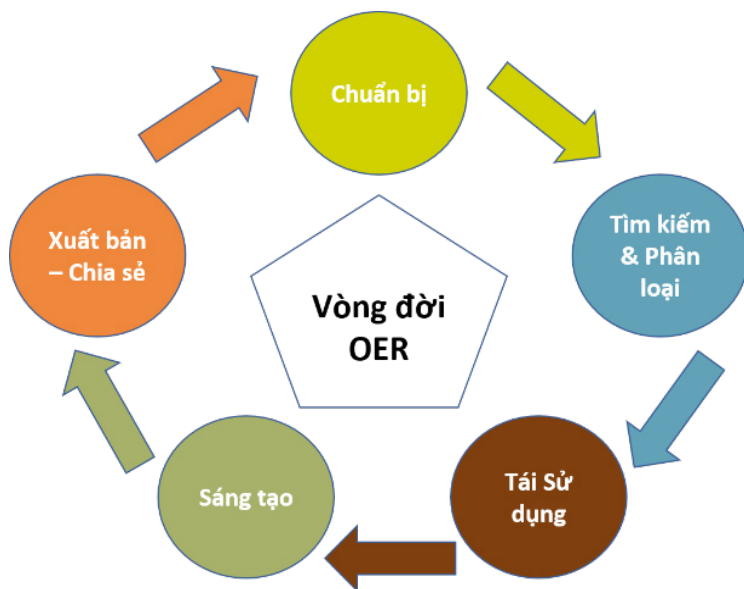 Chuẩn bị
Tìm kiếm
& Phân
loại
Tái Sử
dụng
Sáng tạo
Xuất bản
– Chia sẻ
Vòng đời
OER